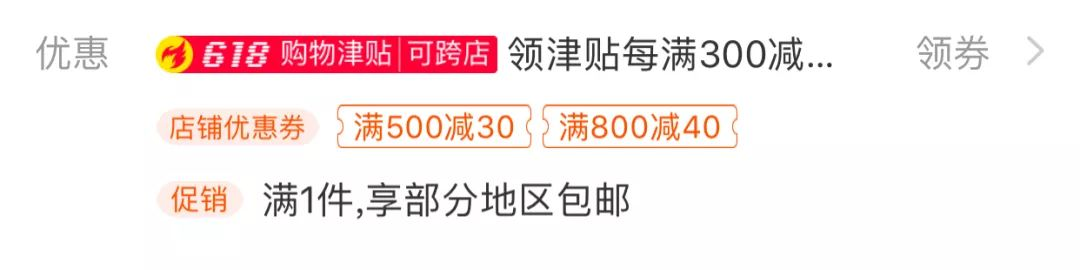 优惠 618 购物津贴|可跨店 领津贴每满300减... 领券
店铺优惠券 满500减30 满800减40
促销 满1件,享部分地区包邮